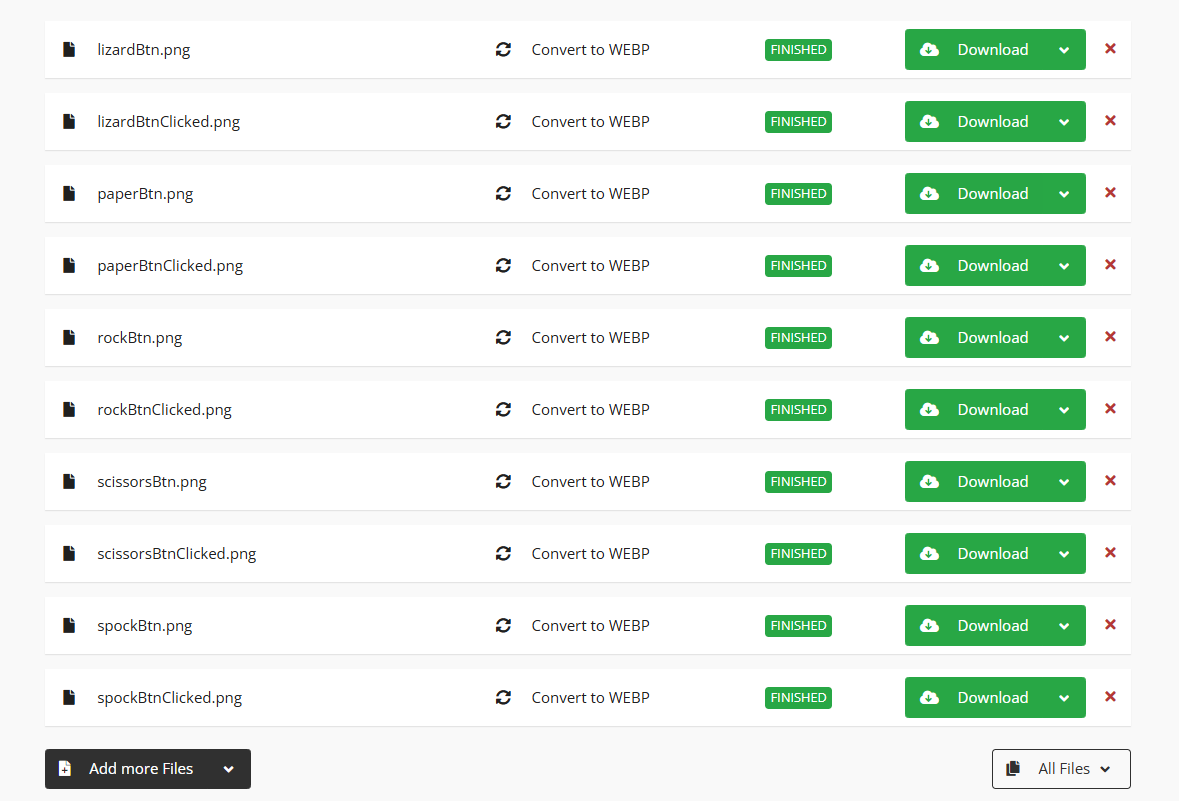 lizardBtn.png Convert to WEBP FINISHED Download
lizardBtnClicked.png Convert to WEBP FINISHED Download
paperBtn.png Convert to WEBP FINISHED Download
paperBtnClicked.png Convert to WEBP FINISHED Download
rockBtn.png Convert to WEBP FINISHED Download
rockBtnClicked.png Convert to WEBP FINISHED Download
scissorsBtn.png Convert to WEBP FINISHED Download
scissorsBtnClicked.png Convert to WEBP FINISHED Download
spockBtn.png Convert to WEBP FINISHED Download
spockBtnClicked.png Convert to WEBP FINISHED Download
Add more Files All Files